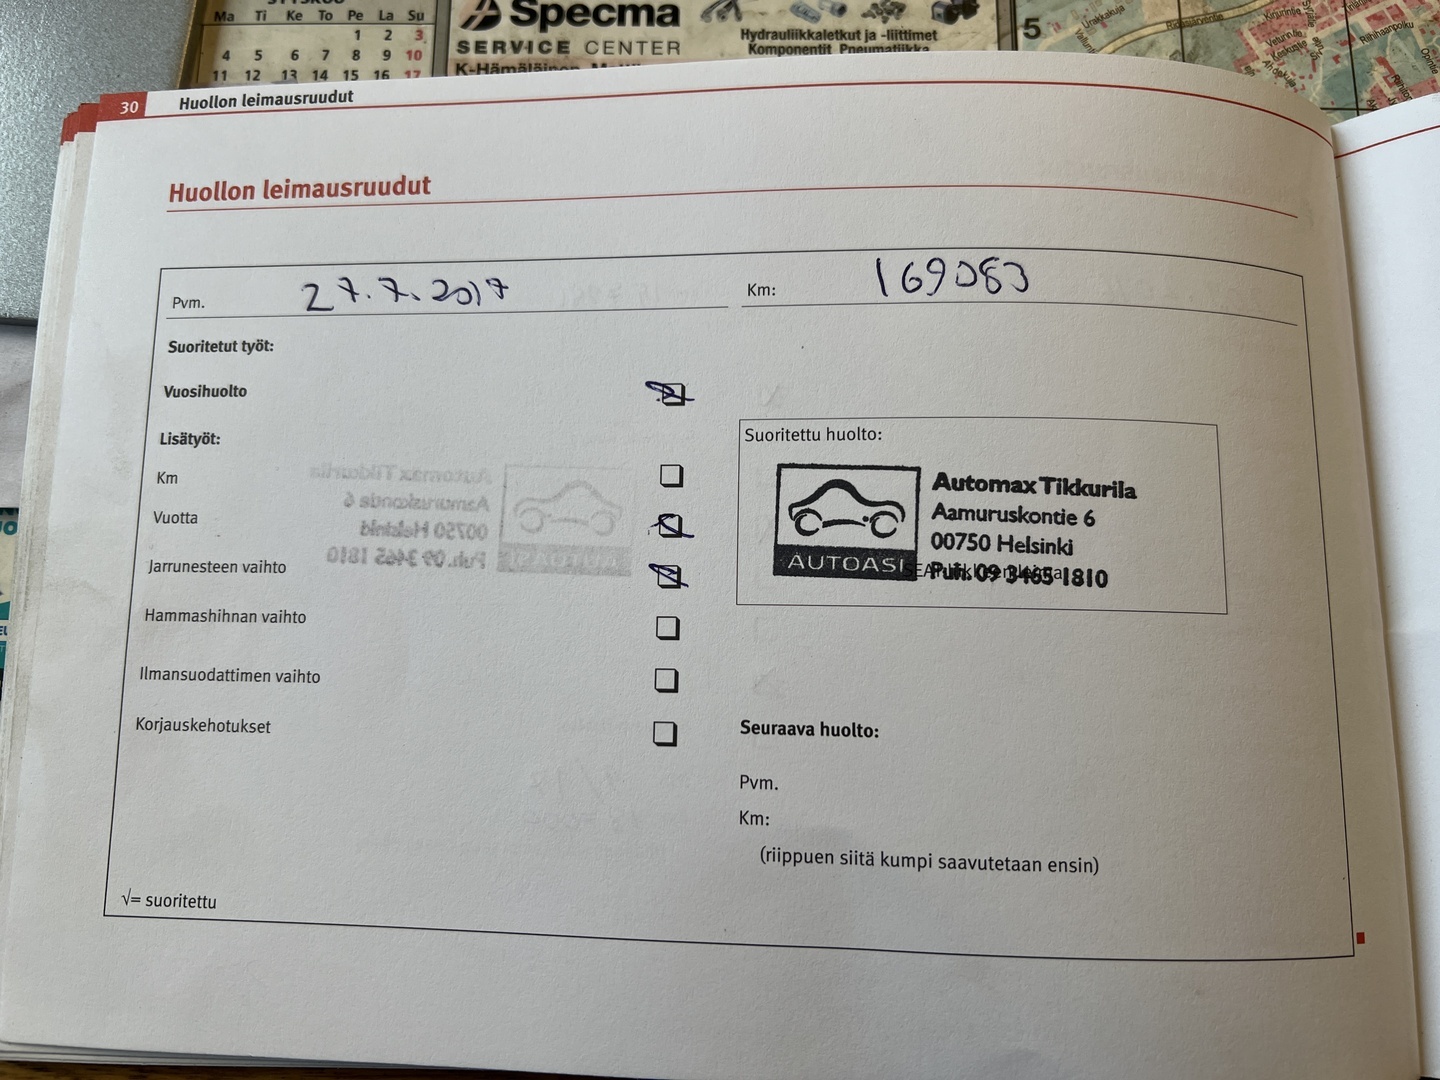 Ma Ti Ke To Pe La Su
1 2 3
4 5 6 7 8 9 10
11 12 13 14 15 16 17
Specma
SERVICE CENTER
Hydrauliikkaletkut ja -liittimet
Komponentit Pneumatiikka
5
30 Huollon leimausruudut
Huollon leimausruudut
Pvm. 27.7.2017 Km: 169083
Suoritetut työt:
Vuosihuolto
Lisätyöt:
Km
Vuotta
Jarrunesteen vaihto
Hammashihnan vaihto
Ilmansuodattimen vaihto
Korjauskehotukset
√= suoritettu
Suoritettu huolto:
AUTOASI
Automax Tikkurila
Aamuruskontie 6
00750 Helsinki
Puh. 09 3465 1810
Seuraava huolto:
Pvm.
Km:
(riippuen siitä kumpi saavutetaan ensin)